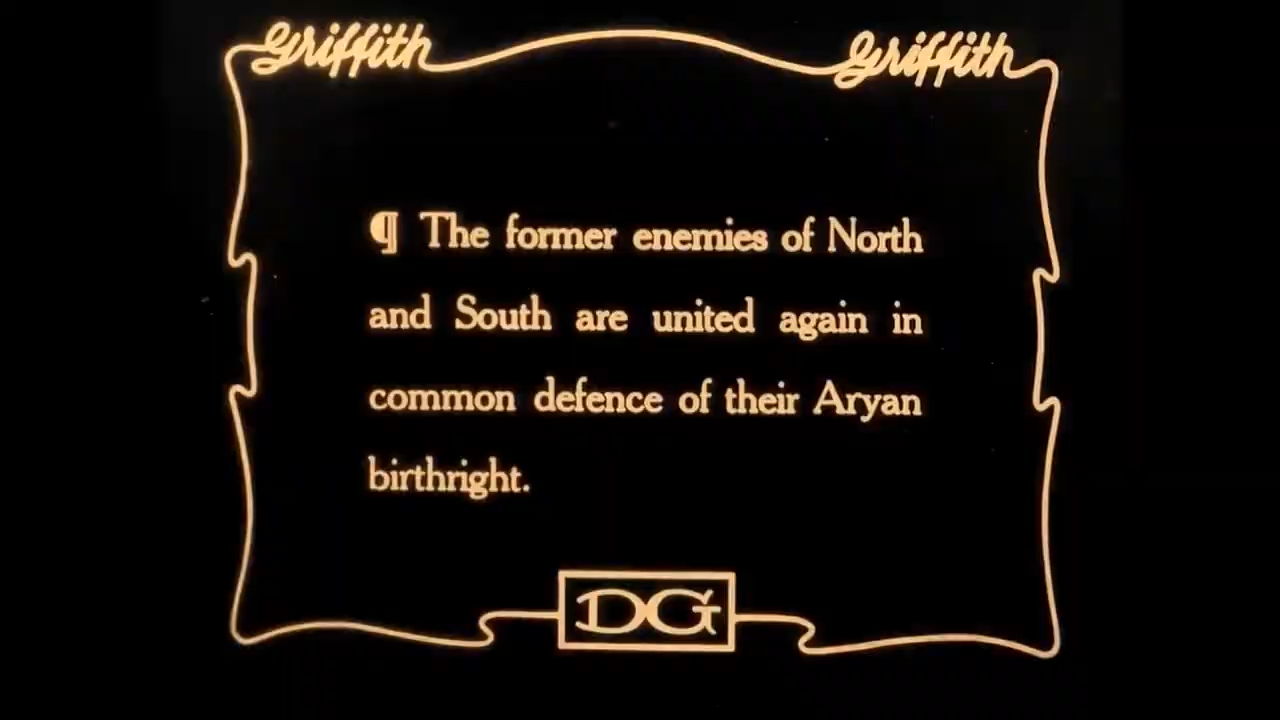 Griffith Griffith
¶ The former enemies of North
and South are united again in
common defence of their Aryan
birthright.
DG